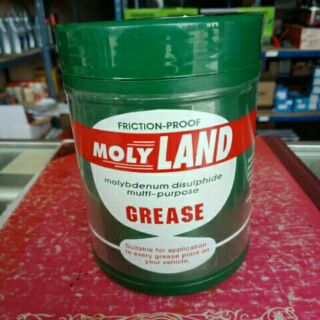 FRICTION-PROOF
MOLY LAND
molybdenum disulphide
multi-purpose
GREASE
Suitable for application
to every grease point on
your vehicle.